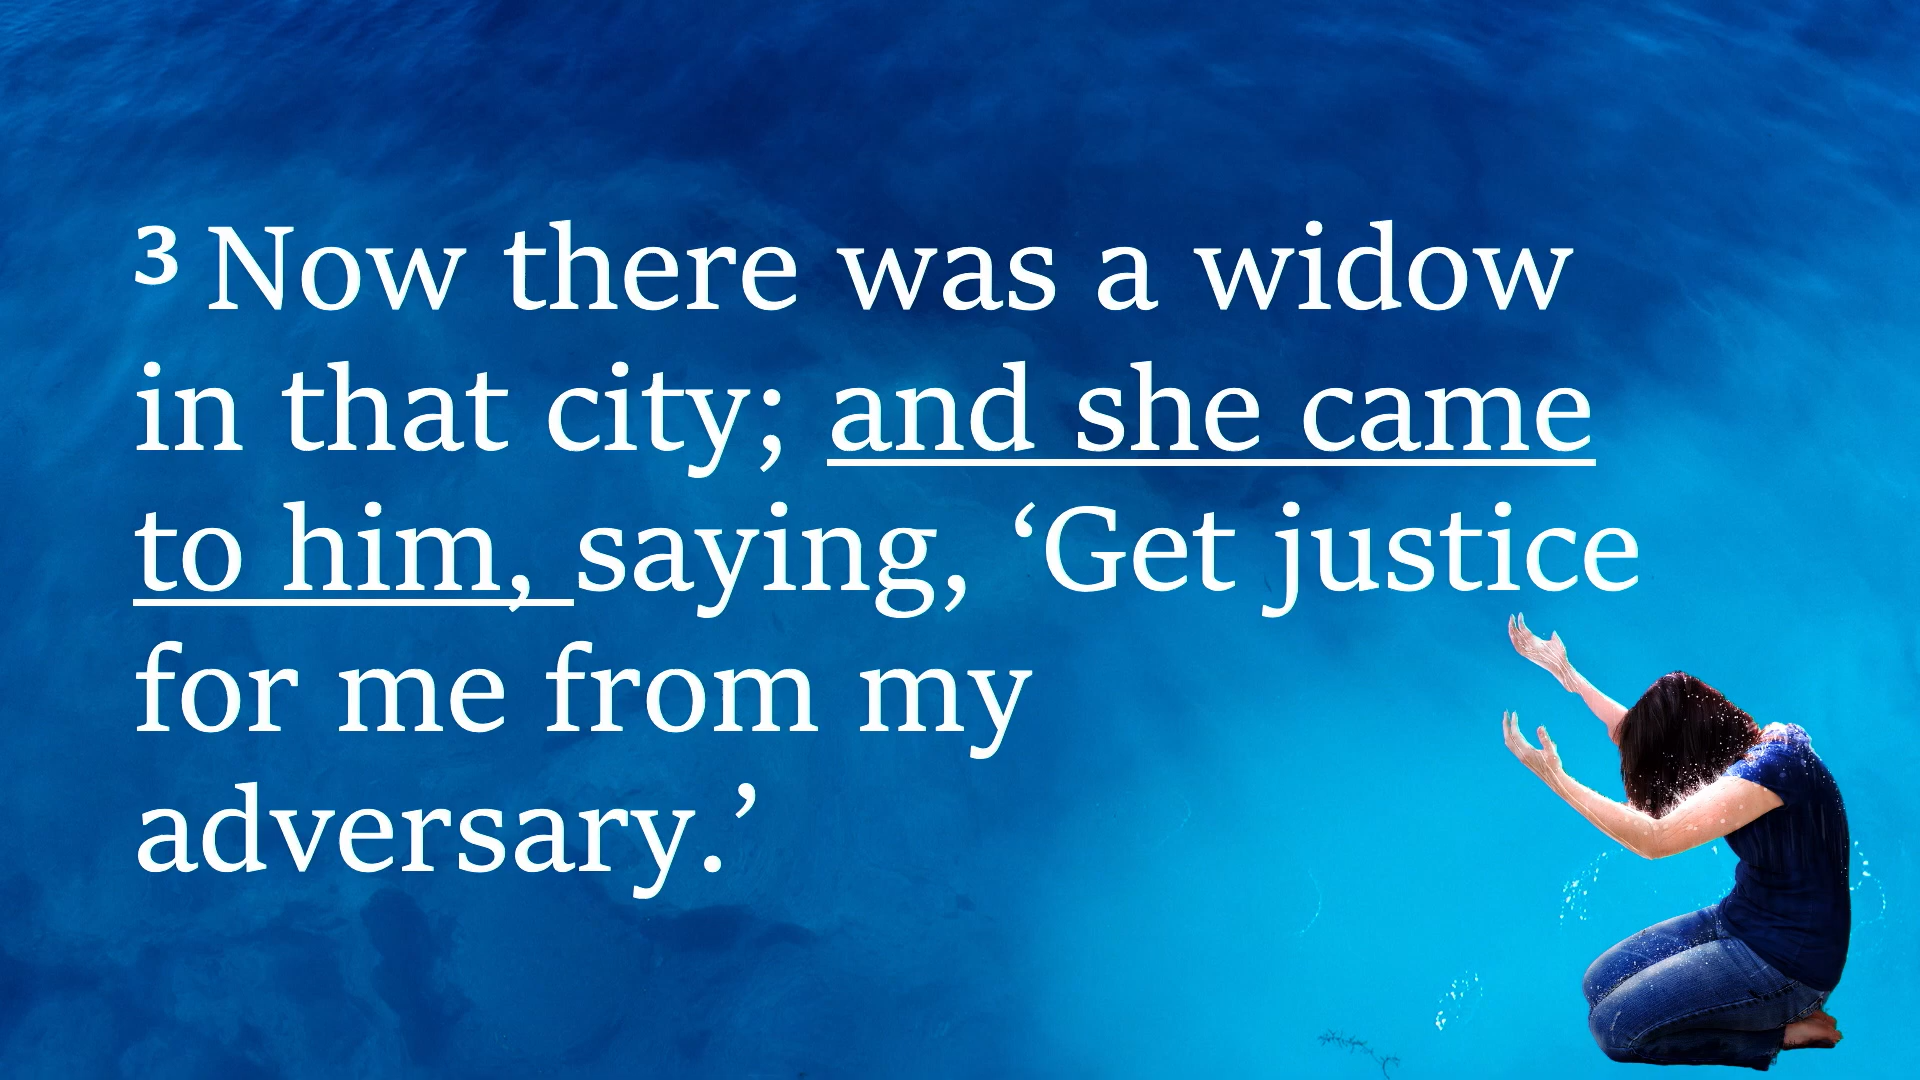 ³ Now there was a widow
in that city; and she came
to him, saying, ‘Get justice
for me from my
adversary.’